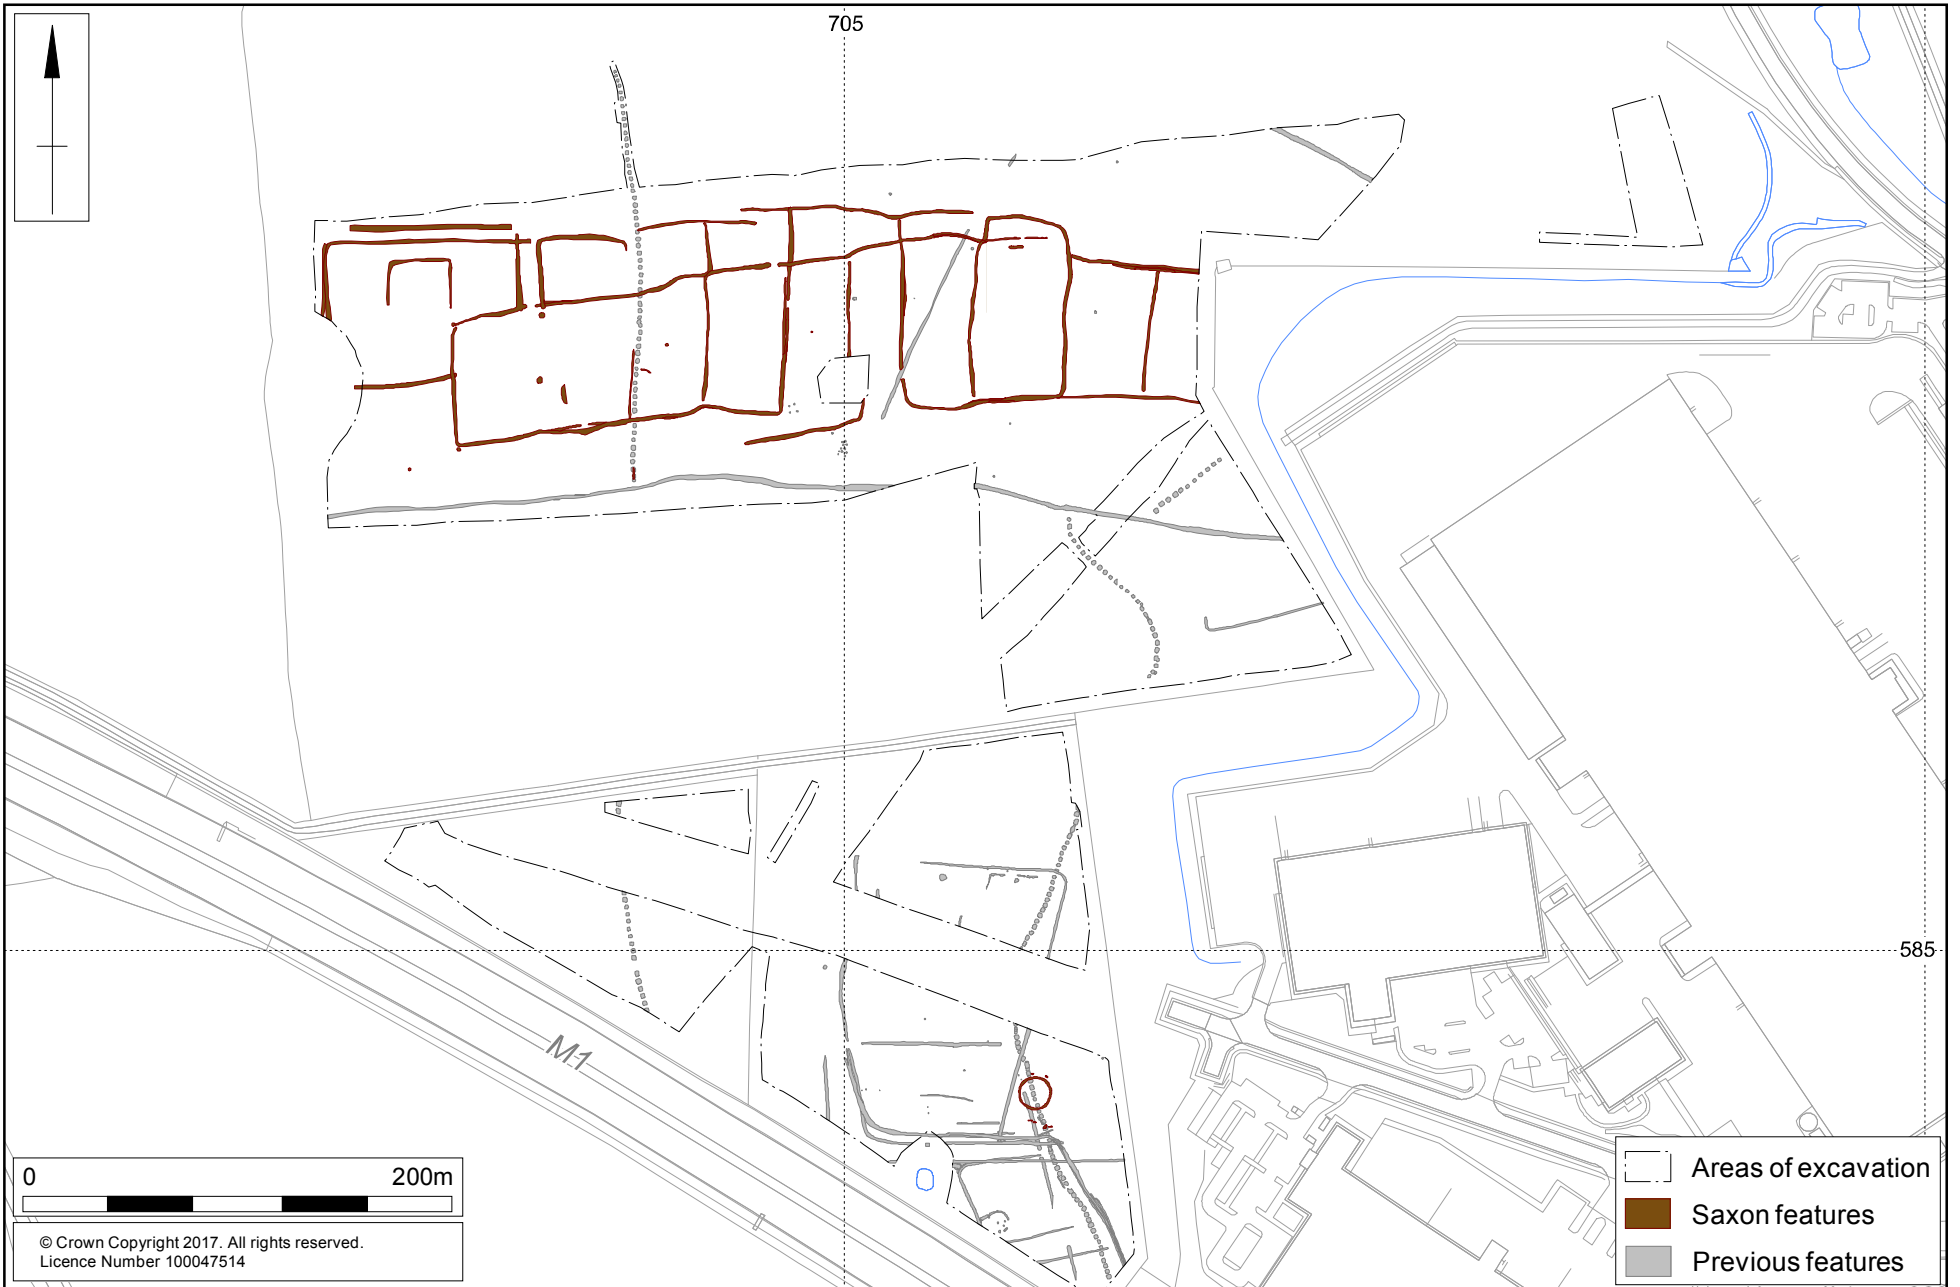 705
585
M1
0 200m
© Crown Copyright 2017. All rights reserved.
Licence Number 100047514
Areas of excavation
Saxon features
Previous features